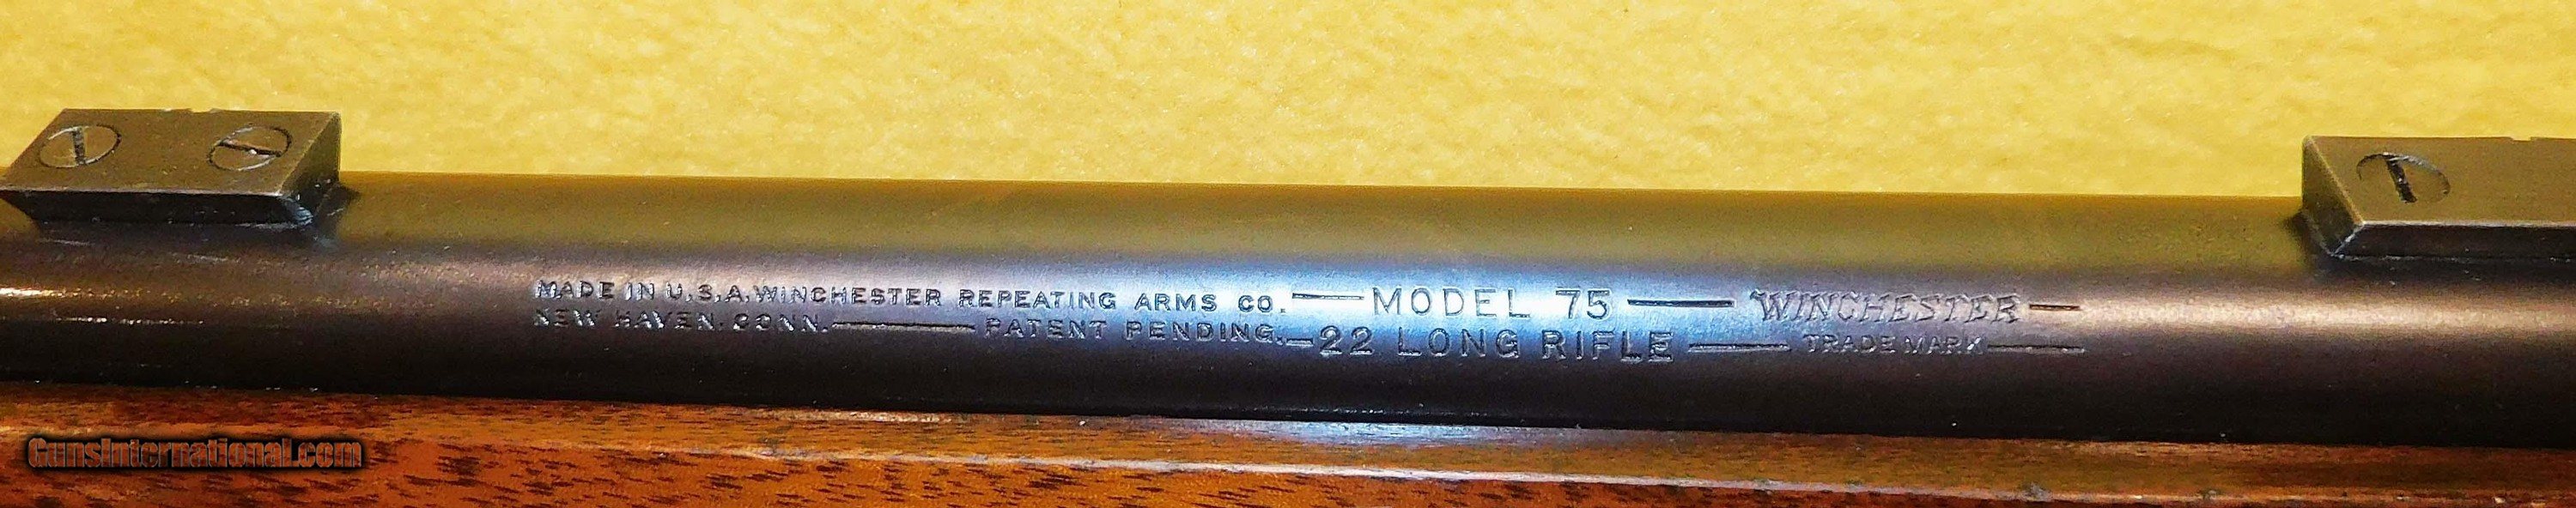 MADE IN U.S.A. WINCHESTER REPEATING ARMS CO. — MODEL 75 — WINCHESTER —
NEW HAVEN. CONN. — PATENT PENDING. — 22 LONG RIFLE — TRADE MARK —
GunsInternational.com